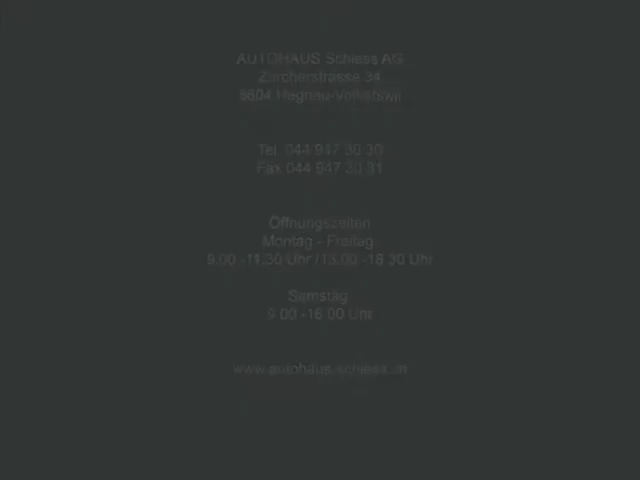 AUTOHAUS Schiess AG
Zürcherstrasse 34
8604 Hegnau-Volketswil
Tel. 044 947 30 30
Fax 044 947 30 31
Öffnungszeiten
Montag - Freitag
9.00 -11.30 Uhr / 13.00 -18.30 Uhr
Samstag
9.00 -16.00 Uhr
www.autohaus-schiess.ch